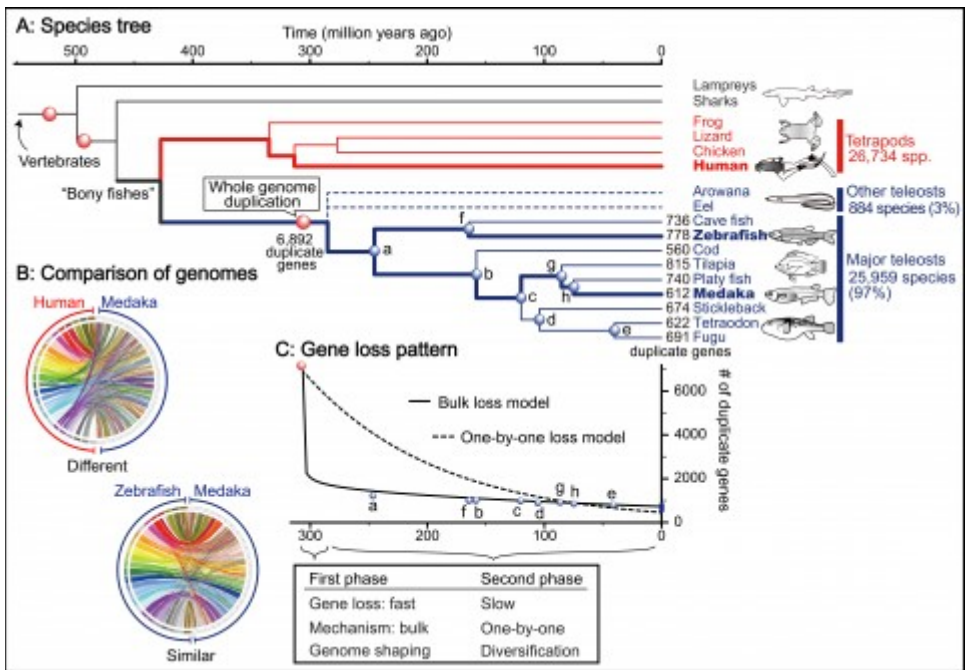 A: Species tree
Time (million years ago)
500 400 300 200 100 0
Lampreys
Sharks
Vertebrates
Frog
Lizard
Chicken
Human
Tetrapods
26,734 spp.
"Bony fishes"
Whole genome
duplication
6,892
duplicate
genes
Arowana
Eel
Other teleosts
884 species (3%)
736 Cave fish
778 Zebrafish
560 Cod
815 Tilapia
740 Platy fish
612 Medaka
674 Stickleback
622 Tetraodon
691 Fugu
duplicate genes
Major teleosts
25,959 species
(97%)
a
f
b
g
h
c
d
e
B: Comparison of genomes
Human Medaka
Different
Zebrafish Medaka
Similar
C: Gene loss pattern
Bulk loss model
One-by-one loss model
# of duplicate genes
6000
4000
2000
0
a
f b c d g h e
300 200 100 0
First phase Second phase
Gene loss: fast Slow
Mechanism: bulk One-by-one
Genome shaping Diversification